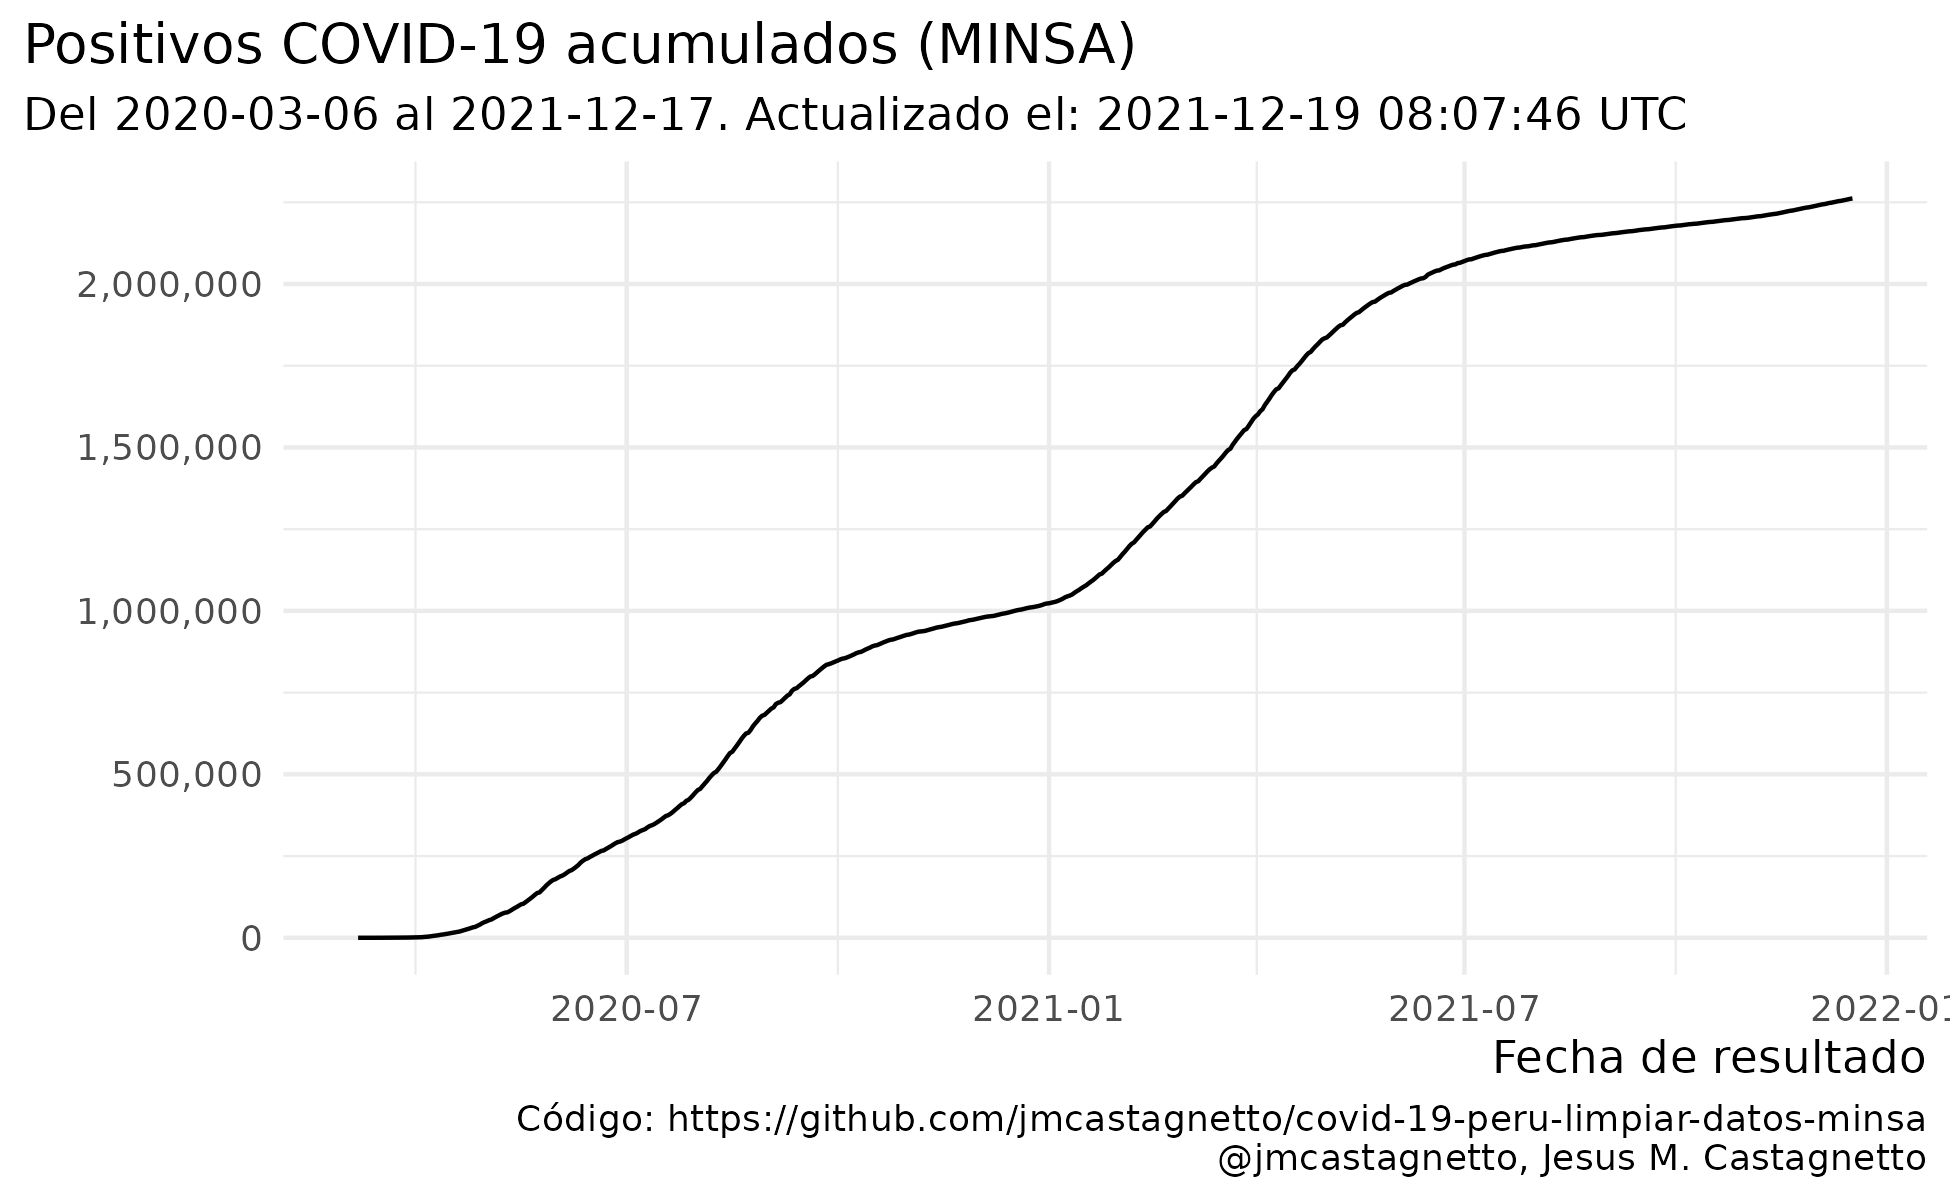 Positivos COVID-19 acumulados (MINSA)
Del 2020-03-06 al 2021-12-17. Actualizado el: 2021-12-19 08:07:46 UTC
2,000,000
1,500,000
1,000,000
500,000
0
2020-07 2021-01 2021-07 2022-01
Fecha de resultado
Código: https://github.com/jmcastagnetto/covid-19-peru-limpiar-datos-minsa
@jmcastagnetto, Jesus M. Castagnetto